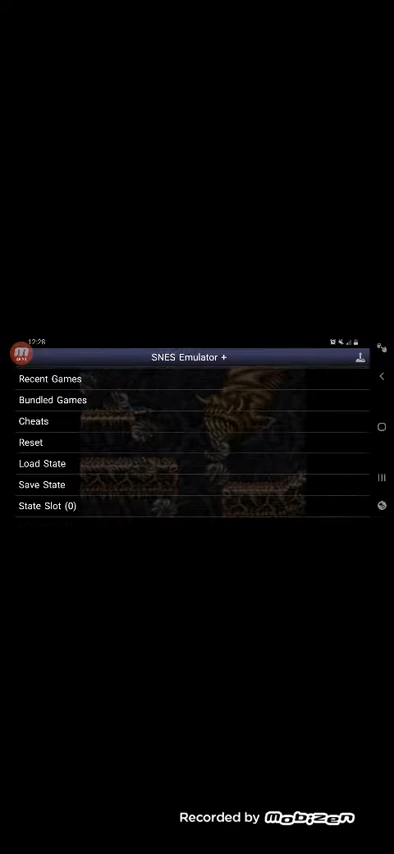 12:26
SNES Emulator +
Recent Games
Bundled Games
Cheats
Reset
Load State
Save State
State Slot (0)
Recorded by mobizen